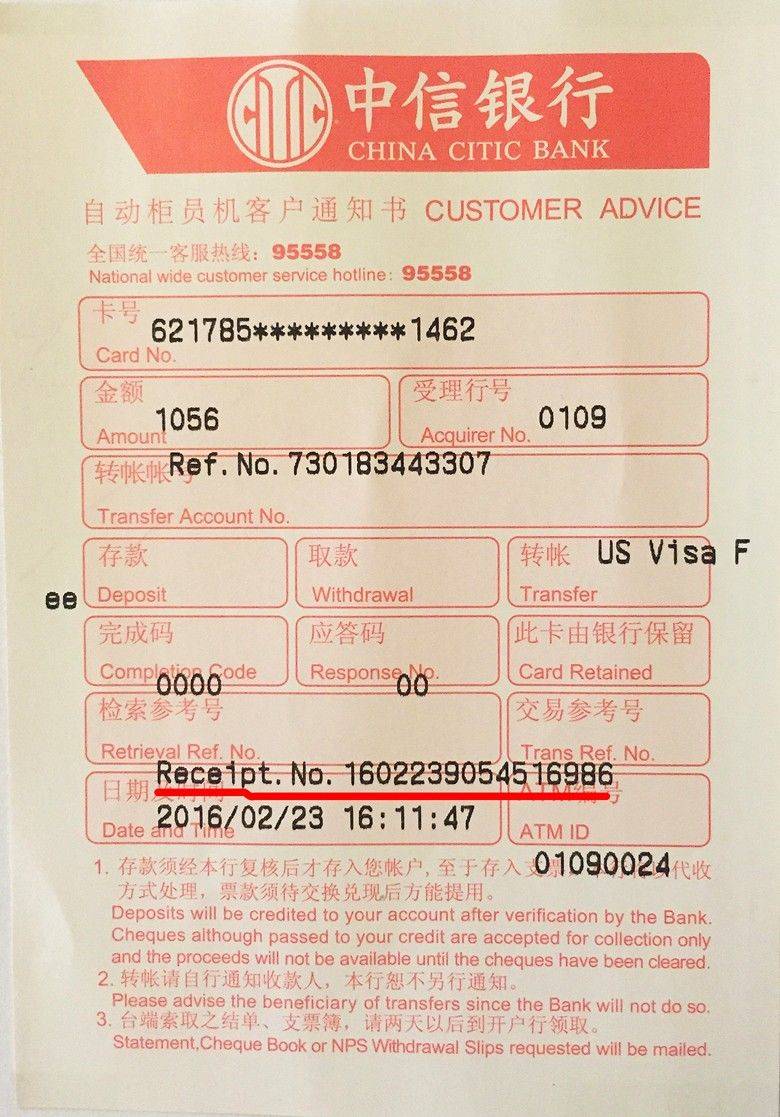 中信银行
CHINA CITIC BANK
自动柜员机客户通知书 CUSTOMER ADVICE
全国统一客服热线：95558
National wide customer service hotline: 95558
卡号
621785*********1462
Card No.
金额
1056
Amount
受理行号
0109
Acquirer No.
转帐帐号
Ref.No.730183443307
Transfer Account No.
存款
Deposit
取款
Withdrawal
转帐 US Visa F
Transfer
ee
完成码
Completion Code
0000
应答码
Response No.
00
此卡由银行保留
Card Retained
检索参考号
Retrieval Ref. No.
交易参考号
Trans Ref. No.
Receipt.No.1602239054516986
日期及时间
2016/02/23 16:11:47
Date and Time
ATM编号
ATM ID
01090024
1. 存款须经本行复核后才存入您帐户, 至于存入支票 代收
方式处理，票款须待交换兑现后方能提用。
Deposits will be credited to your account after verification by the Bank.
Cheques although passed to your credit are accepted for collection only
and the proceeds will not be available until the cheques have been cleared.
2. 转帐请自行通知收款人，本行恕不另行通知。
Please advise the beneficiary of transfers since the Bank will not do so.
3. 台端索取之结单、支票簿，请两天以后到开户行领取。
Statement,Cheque Book or NPS Withdrawal Slips requested will be mailed.